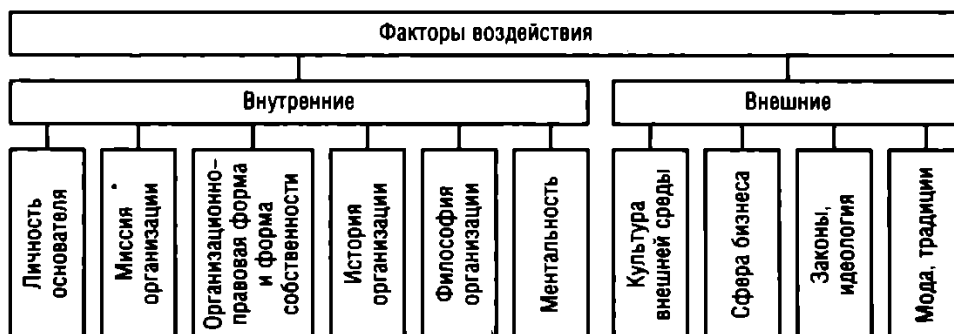 Факторы воздействия
Внутренние
Внешние
Личность
основателя
Миссия
организации
Организационно-
правовая форма
и форма
собственности
История
организации
Философия
организации
Ментальность
Культура
внешней среды
Сфера бизнеса
Законы,
идеология
Мода, традиции